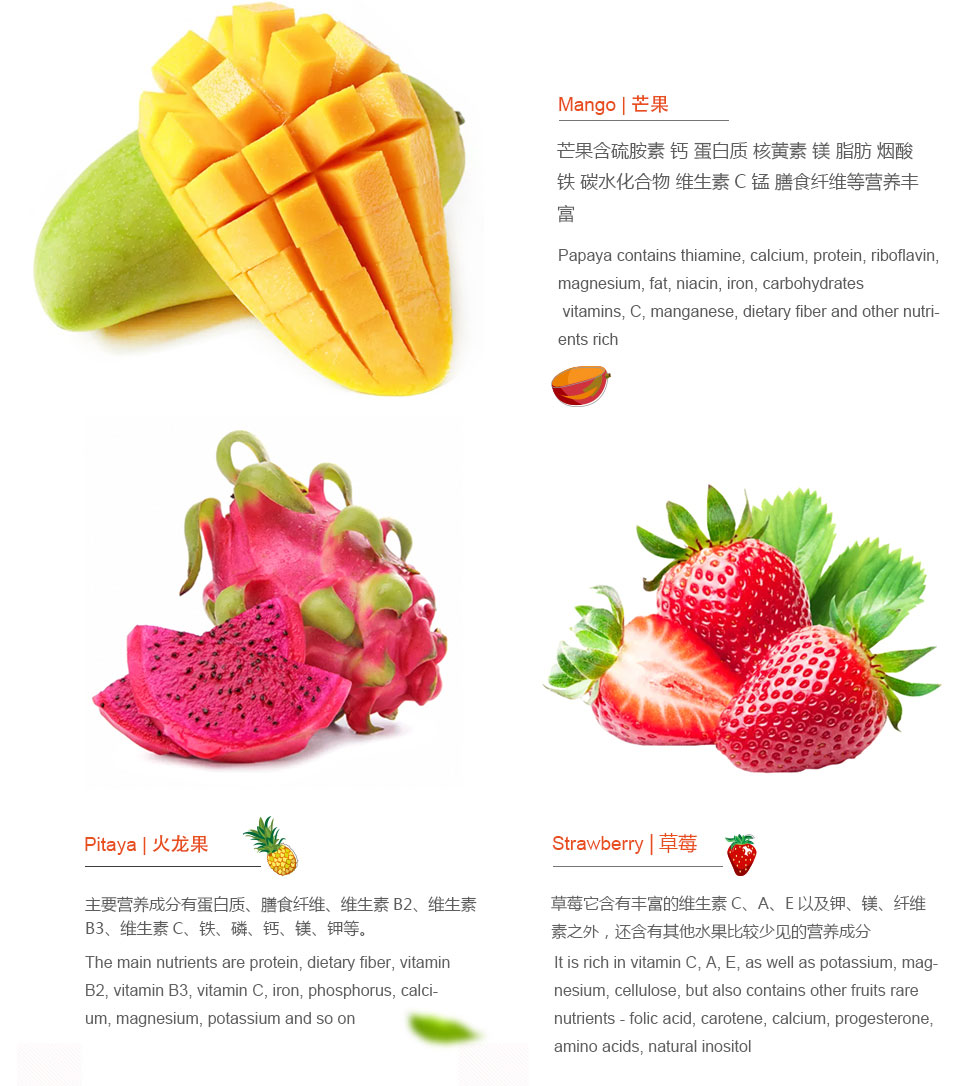 Mango | 芒果
芒果含硫胺素 钙 蛋白质 核黄素 镁 脂肪 烟酸
铁 碳水化合物 维生素 C 锰 膳食纤维等营养丰
富
Papaya contains thiamine, calcium, protein, riboflavin,
magnesium, fat, niacin, iron, carbohydrates
vitamins, C, manganese, dietary fiber and other nutri-
ents rich
Pitaya | 火龙果
主要营养成分有蛋白质、膳食纤维、维生素 B2、维生素
B3、维生素 C、铁、磷、钙、镁、钾等。
The main nutrients are protein, dietary fiber, vitamin
B2, vitamin B3, vitamin C, iron, phosphorus, calci-
um, magnesium, potassium and so on
Strawberry | 草莓
草莓它含有丰富的维生素 C、A、E 以及钾、镁、纤维
素之外，还含有其他水果比较少见的营养成分
It is rich in vitamin C, A, E, as well as potassium, mag-
nesium, cellulose, but also contains other fruits rare
nutrients - folic acid, carotene, calcium, progesterone,
amino acids, natural inositol